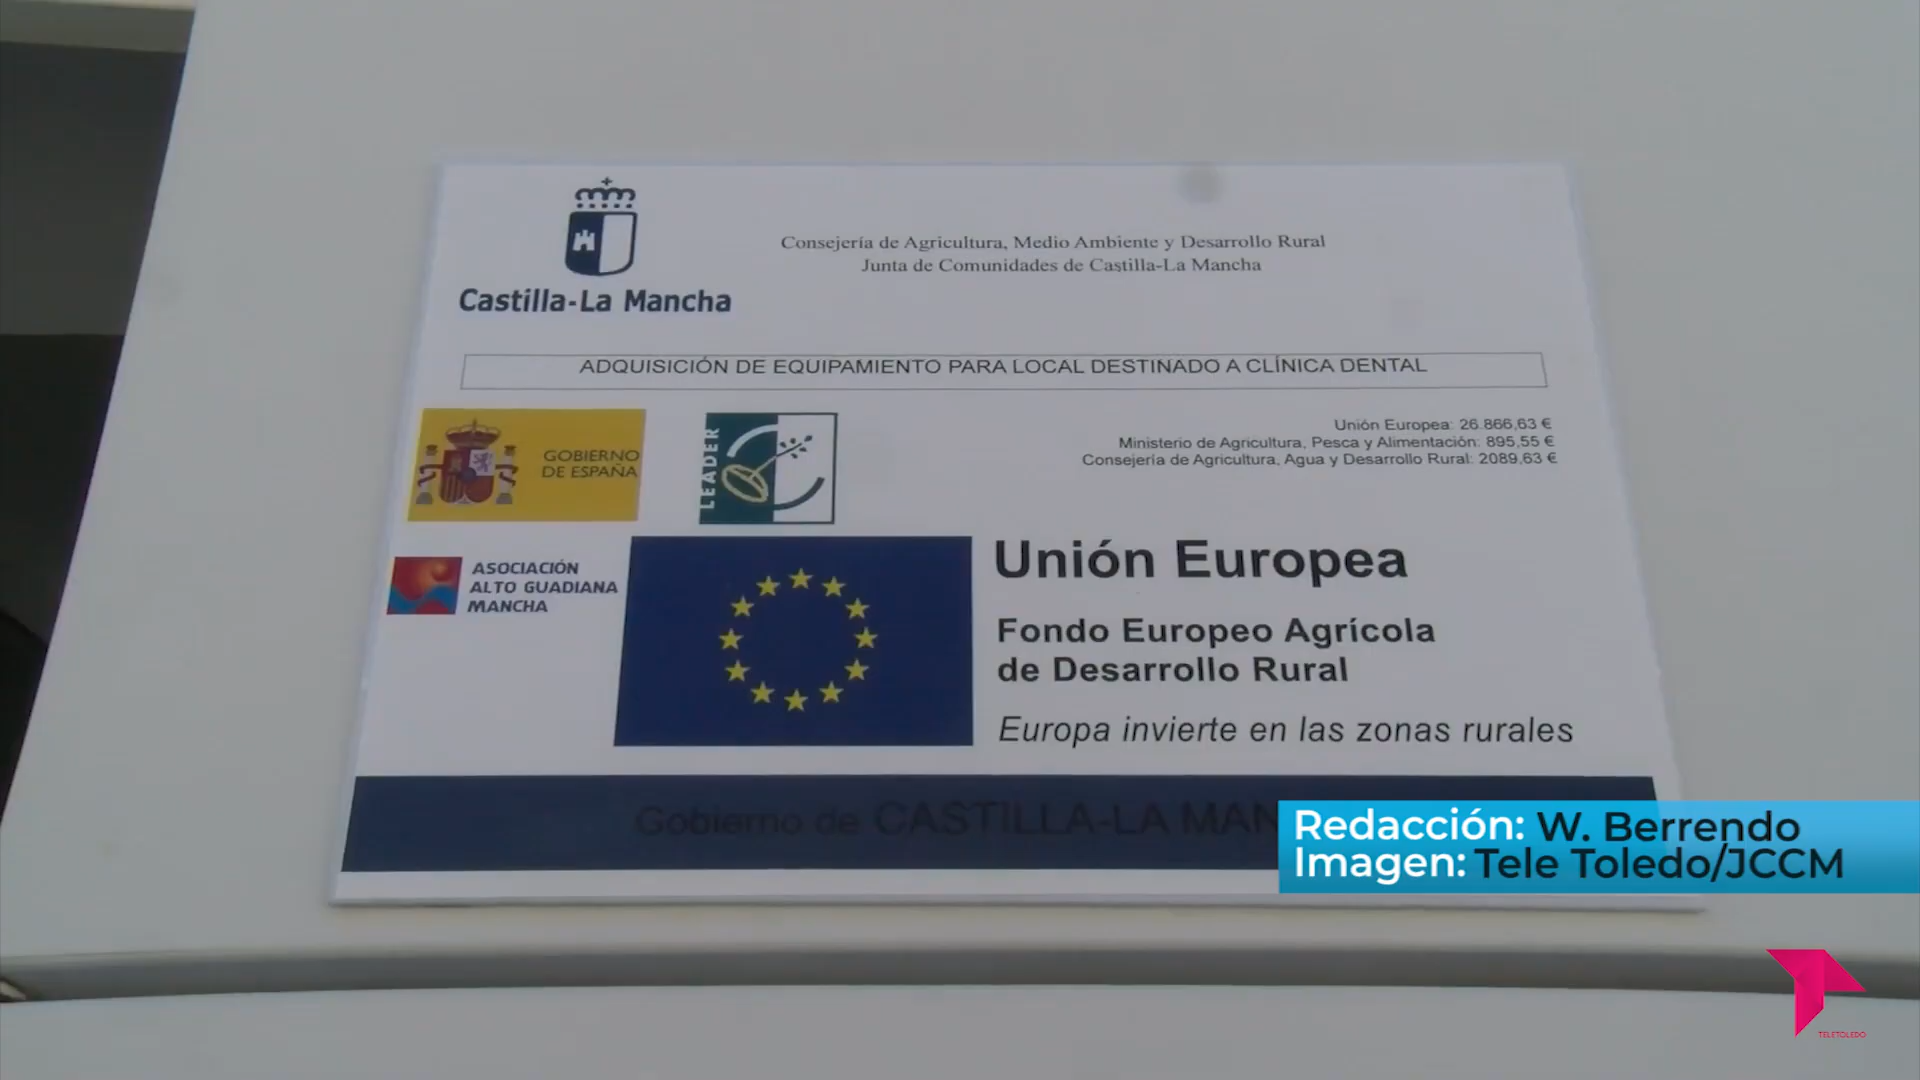 Castilla-La Mancha
Consejería de Agricultura, Medio Ambiente y Desarrollo Rural
Junta de Comunidades de Castilla-La Mancha
ADQUISICIÓN DE EQUIPAMIENTO PARA LOCAL DESTINADO A CLÍNICA DENTAL
GOBIERNO
DE ESPAÑA
LEADER
Unión Europea: 26.866,63 €
Ministerio de Agricultura, Pesca y Alimentación: 895,55 €
Consejería de Agricultura, Agua y Desarrollo Rural: 2089,63 €
ASOCIACIÓN
ALTO GUADIANA
MANCHA
Unión Europea
Fondo Europeo Agrícola
de Desarrollo Rural
Europa invierte en las zonas rurales
Gobierno de CASTILLA-LA MAN
Redacción: W. Berrendo
Imagen: Tele Toledo/JCCM
TELETOLEDO